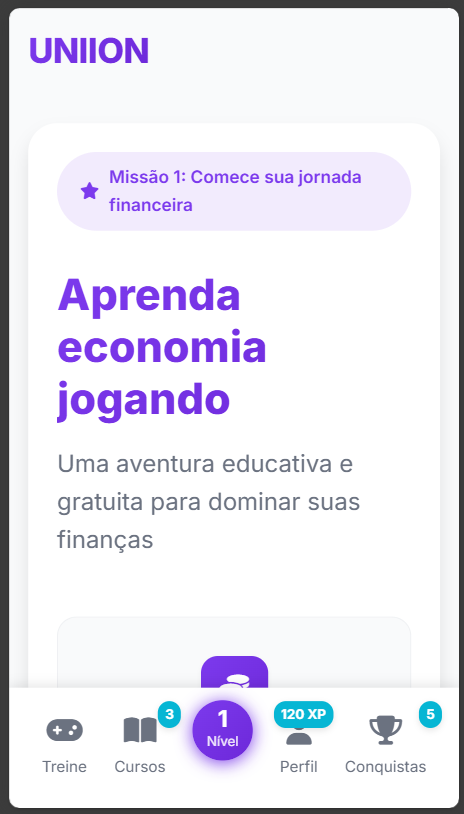 UNIION
Missão 1: Comece sua jornada
financeira
Aprenda
economia
jogando
Uma aventura educativa e
gratuita para dominar suas
finanças
3
1
120 XP
5
Treine
Cursos
Nível
Perfil
Conquistas